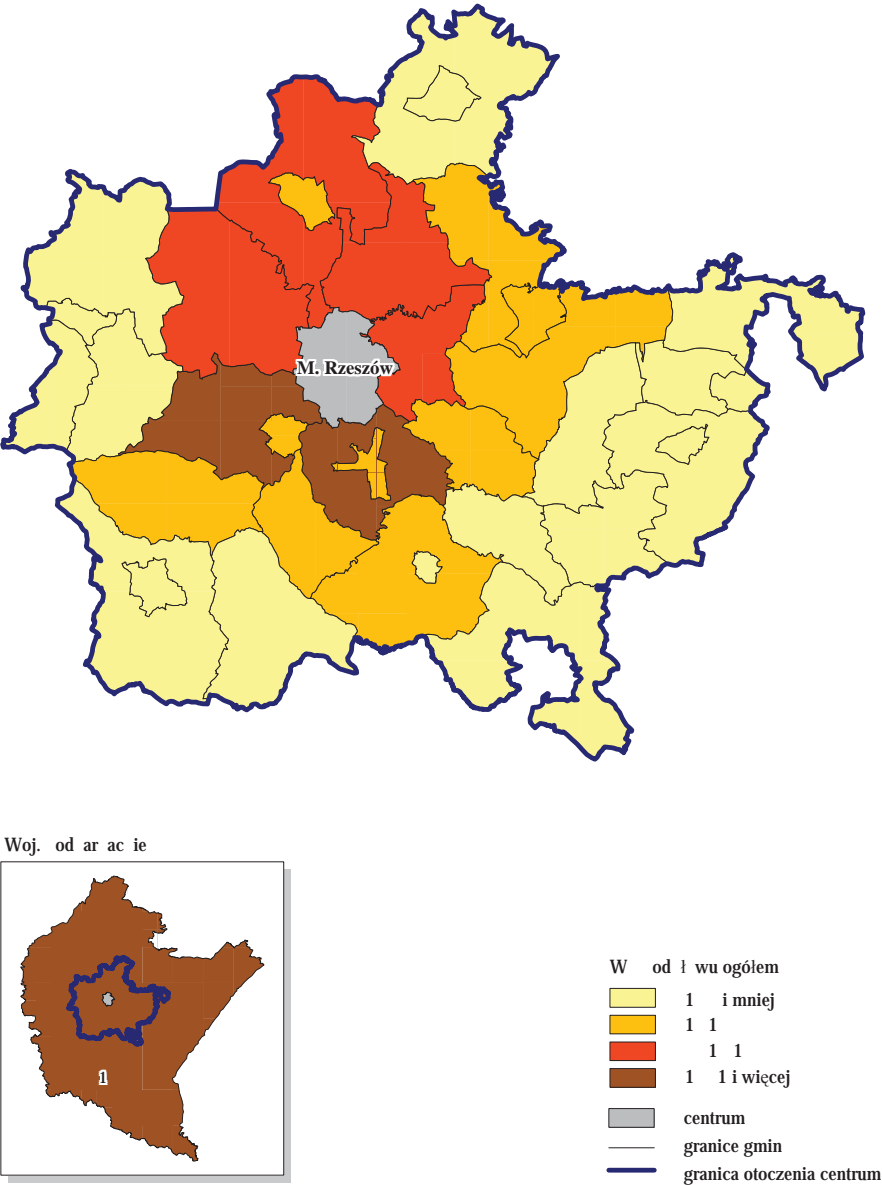 M. Rzeszów
Woj. od ar ac ie
1
W od ł wu ogółem
1 i mniej
1 1
1 1
1 1 i więcej
centrum
granice gmin
granica otoczenia centrum